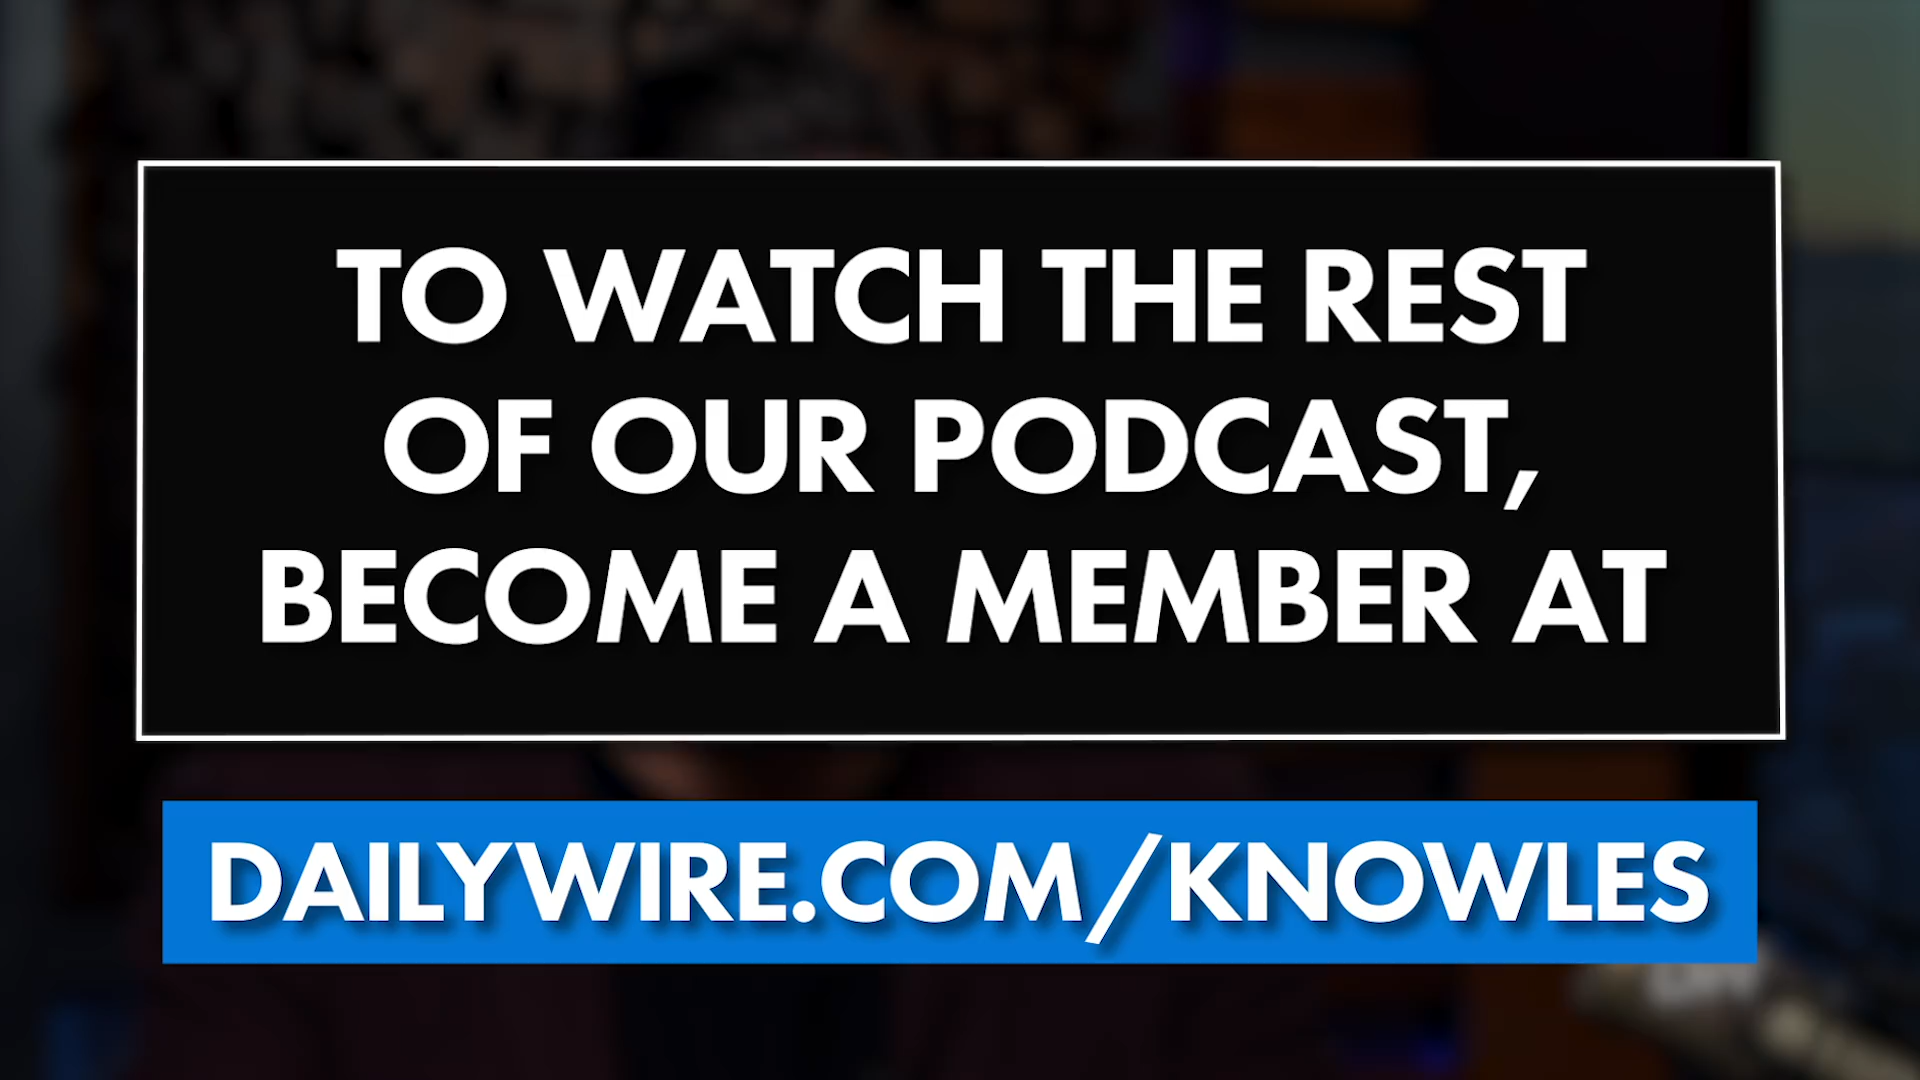 TO WATCH THE REST
OF OUR PODCAST,
BECOME A MEMBER AT
DAILYWIRE.COM/KNOWLES